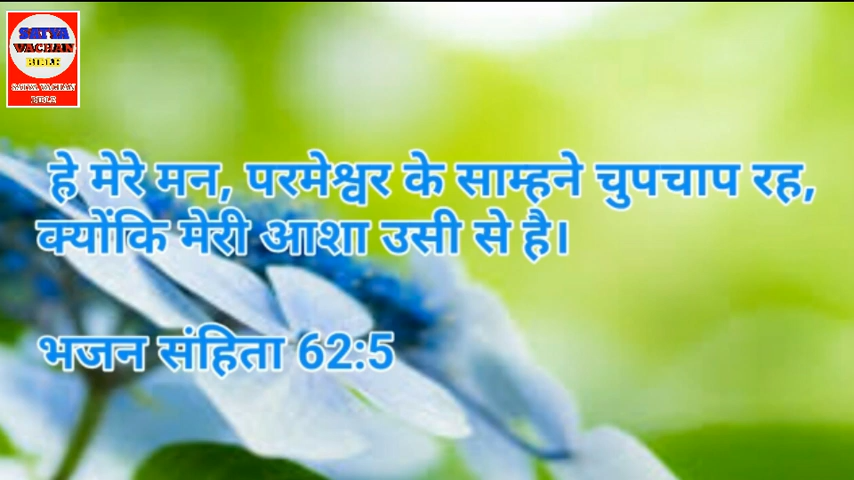 SATYA
VACHAN
BIBLE
SATYA VACHAN
BIBLE
हे मेरे मन, परमेश्वर के साम्हने चुपचाप रह,
क्योंकि मेरी आशा उसी से है।
भजन संहिता 62:5